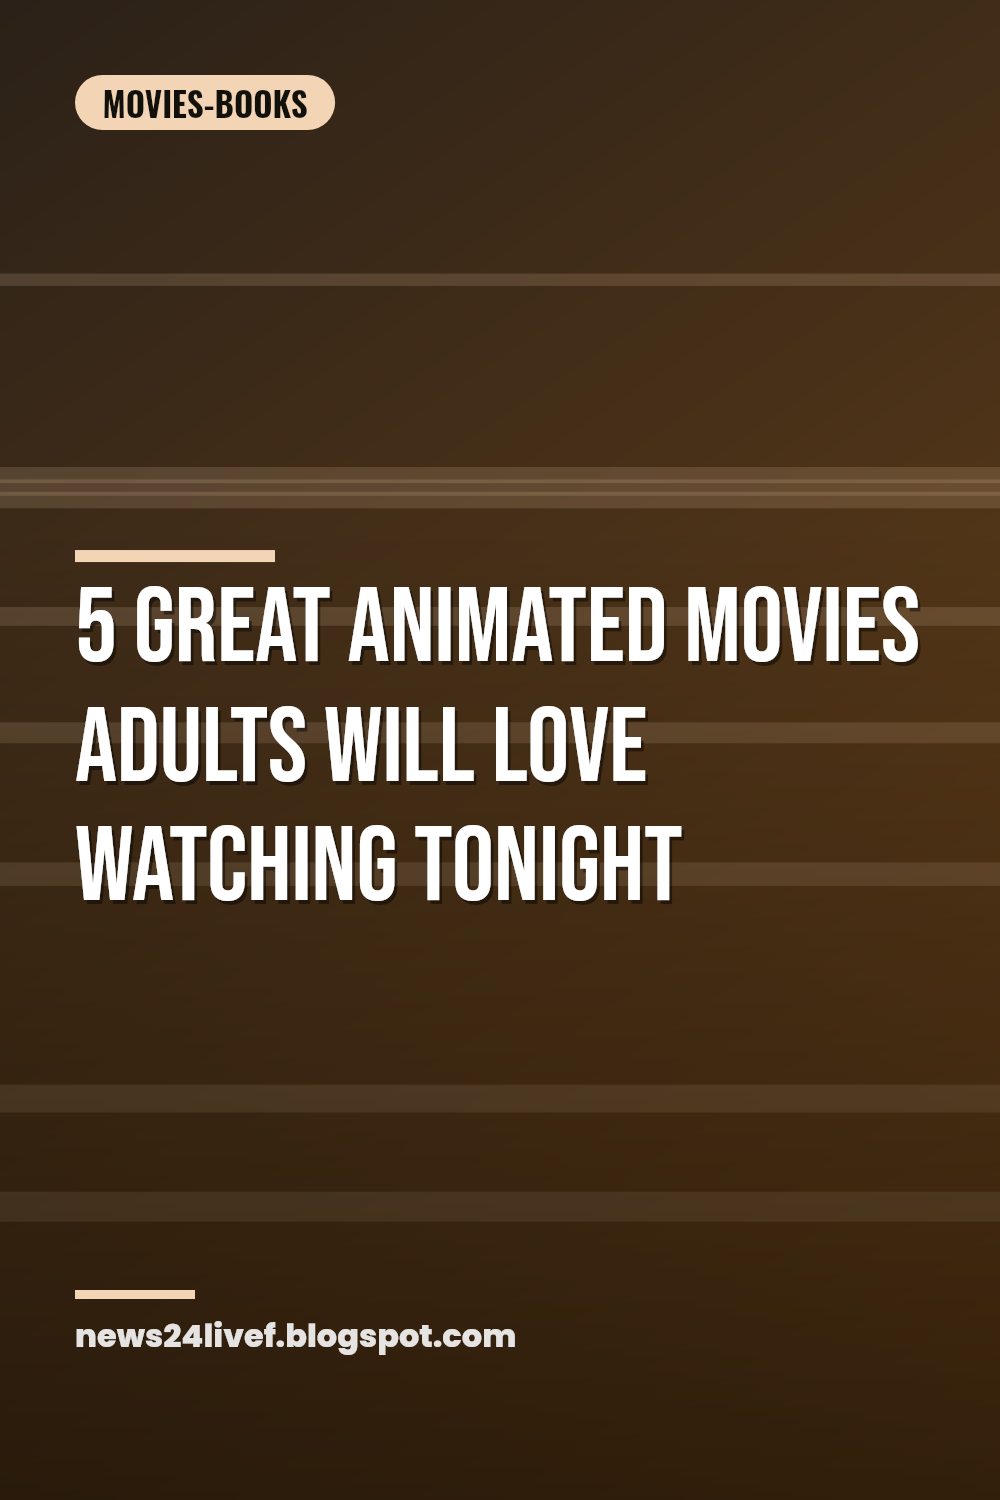 MOVIES-BOOKS
5 GREAT ANIMATED MOVIES
ADULTS WILL LOVE
WATCHING TONIGHT
news24livef.blogspot.com